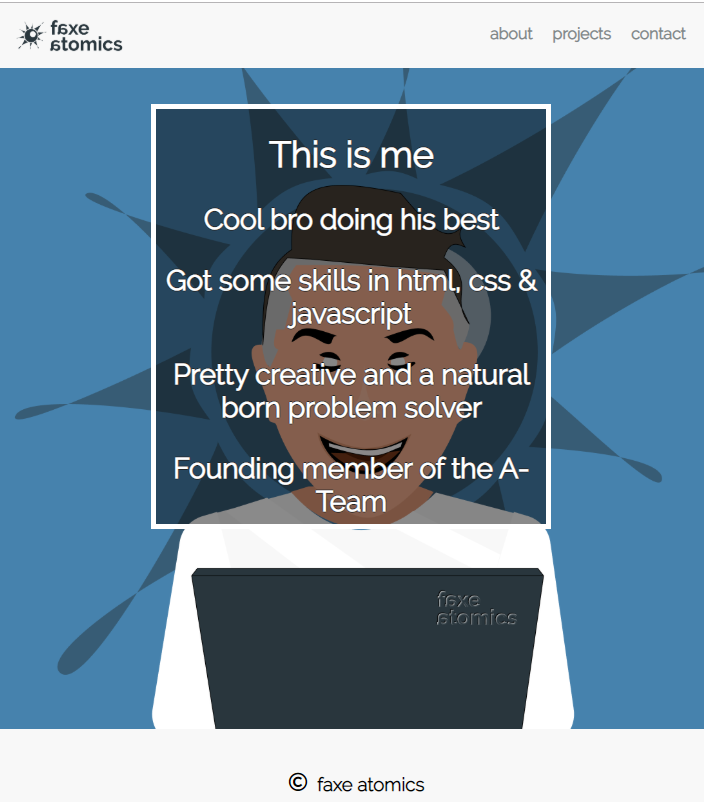 faxe
atomics
about projects contact
This is me
Cool bro doing his best
Got some skills in html, css &
javascript
Pretty creative and a natural
born problem solver
Founding member of the A-
Team
faxe
atomics
© faxe atomics